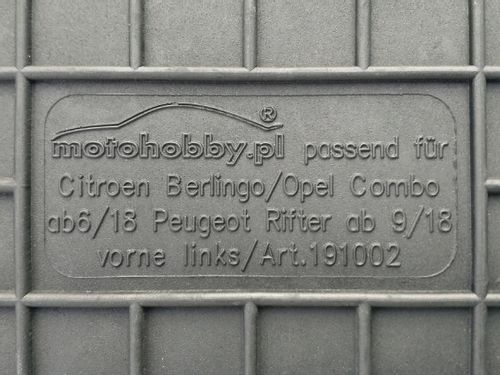 motohobby.pl ® passend für
Citroen Berlingo/Opel Combo
ab6/18 Peugeot Rifter ab 9/18
vorne links/Art.191002